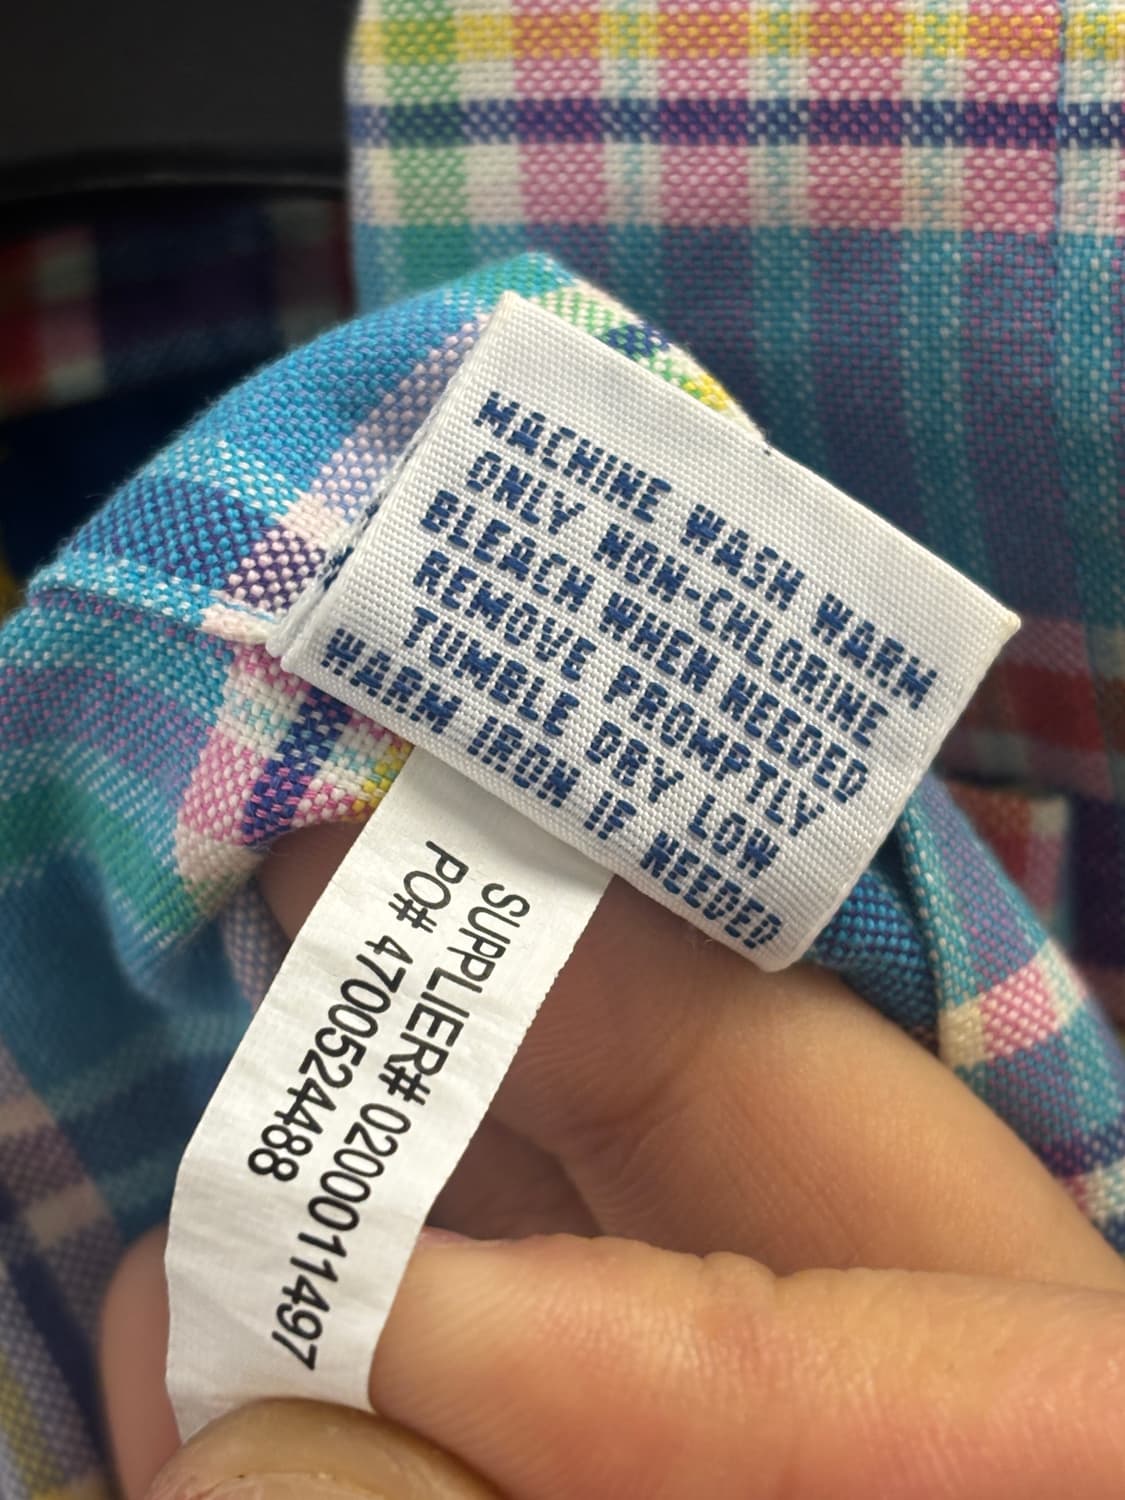 MACHINE WASH WARM
ONLY NON-CHLORINE
BLEACH WHEN NEEDED
REMOVE PROMPTLY
TUMBLE DRY LOW
WARM IRON IF NEEDED
SUPPLIER# 0200011497
PO# 4700524488